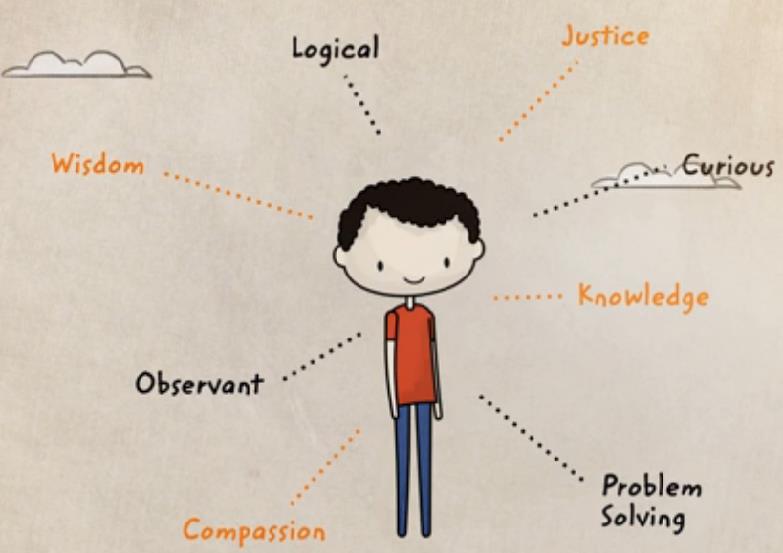 Logical
Justice
Wisdom
Curious
Knowledge
Observant
Problem
Solving
Compassion